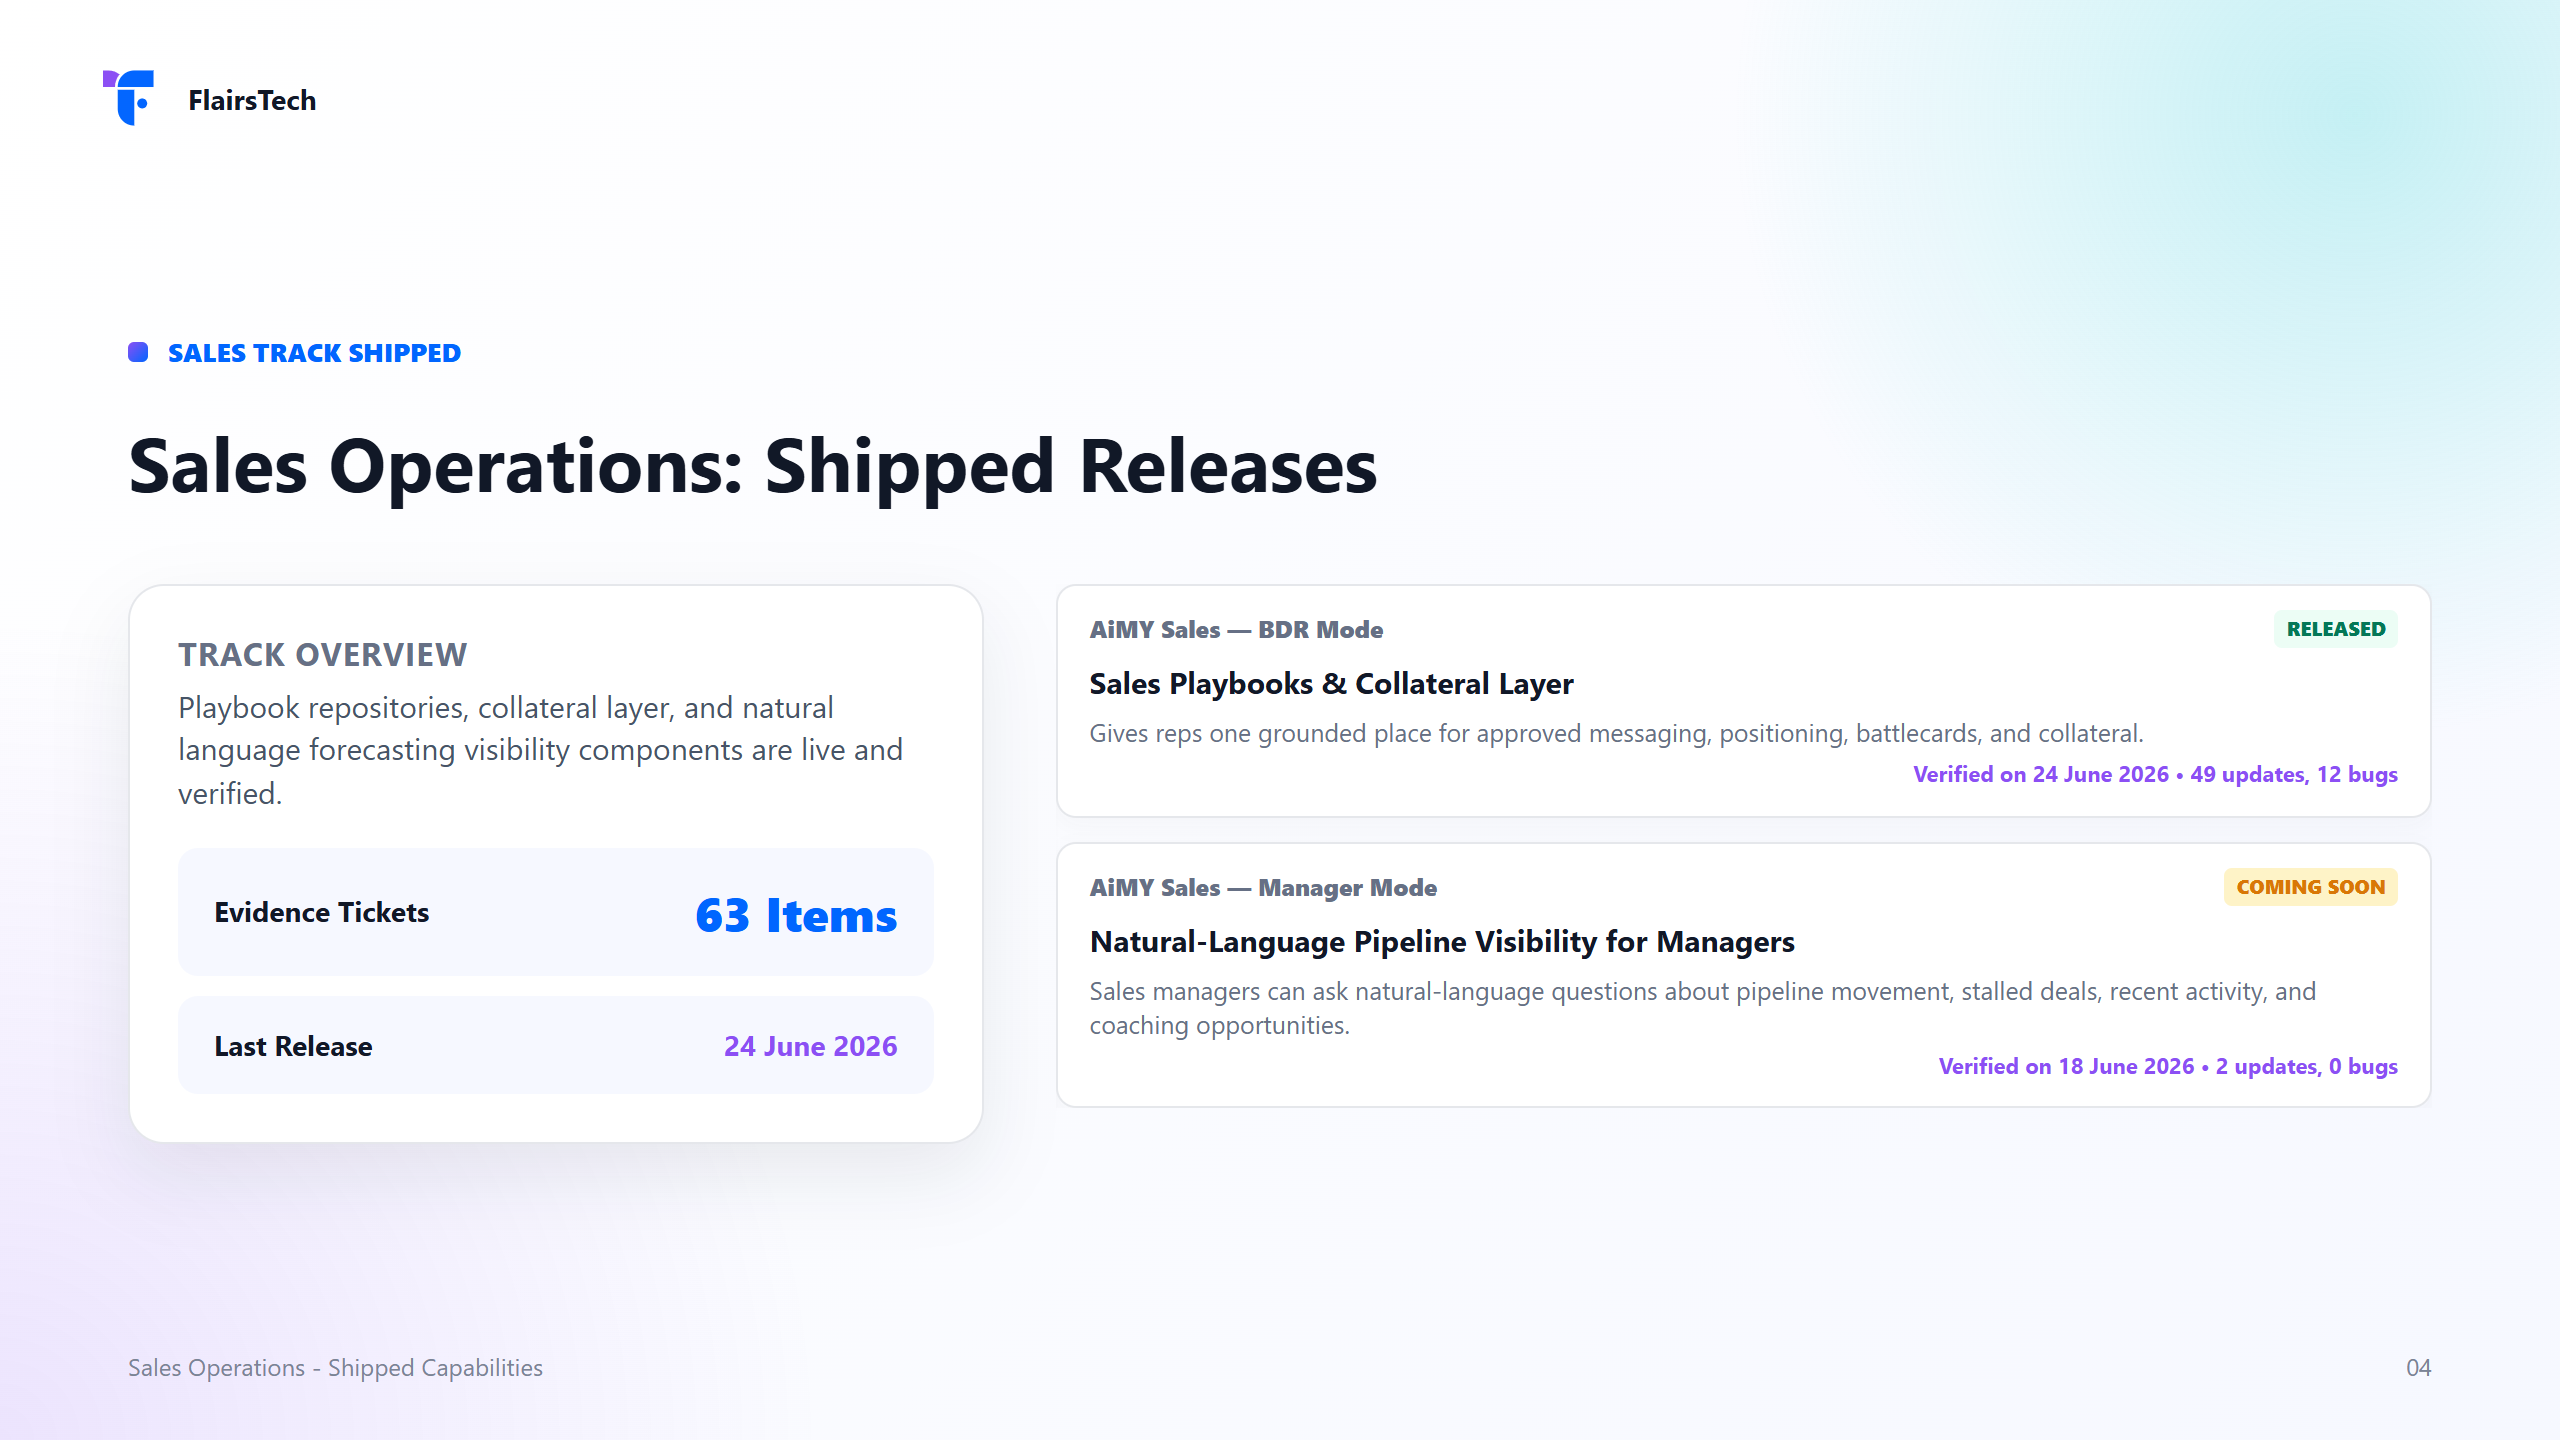 FlairsTech
SALES TRACK SHIPPED
Sales Operations: Shipped Releases
TRACK OVERVIEW
Playbook repositories, collateral layer, and natural
language forecasting visibility components are live and
verified.
Evidence Tickets
63 Items
Last Release
24 June 2026
AiMY Sales — BDR Mode
RELEASED
Sales Playbooks & Collateral Layer
Gives reps one grounded place for approved messaging, positioning, battlecards, and collateral.
Verified on 24 June 2026 • 49 updates, 12 bugs
AiMY Sales — Manager Mode
COMING SOON
Natural-Language Pipeline Visibility for Managers
Sales managers can ask natural-language questions about pipeline movement, stalled deals, recent activity, and
coaching opportunities.
Verified on 18 June 2026 • 2 updates, 0 bugs
Sales Operations - Shipped Capabilities
04